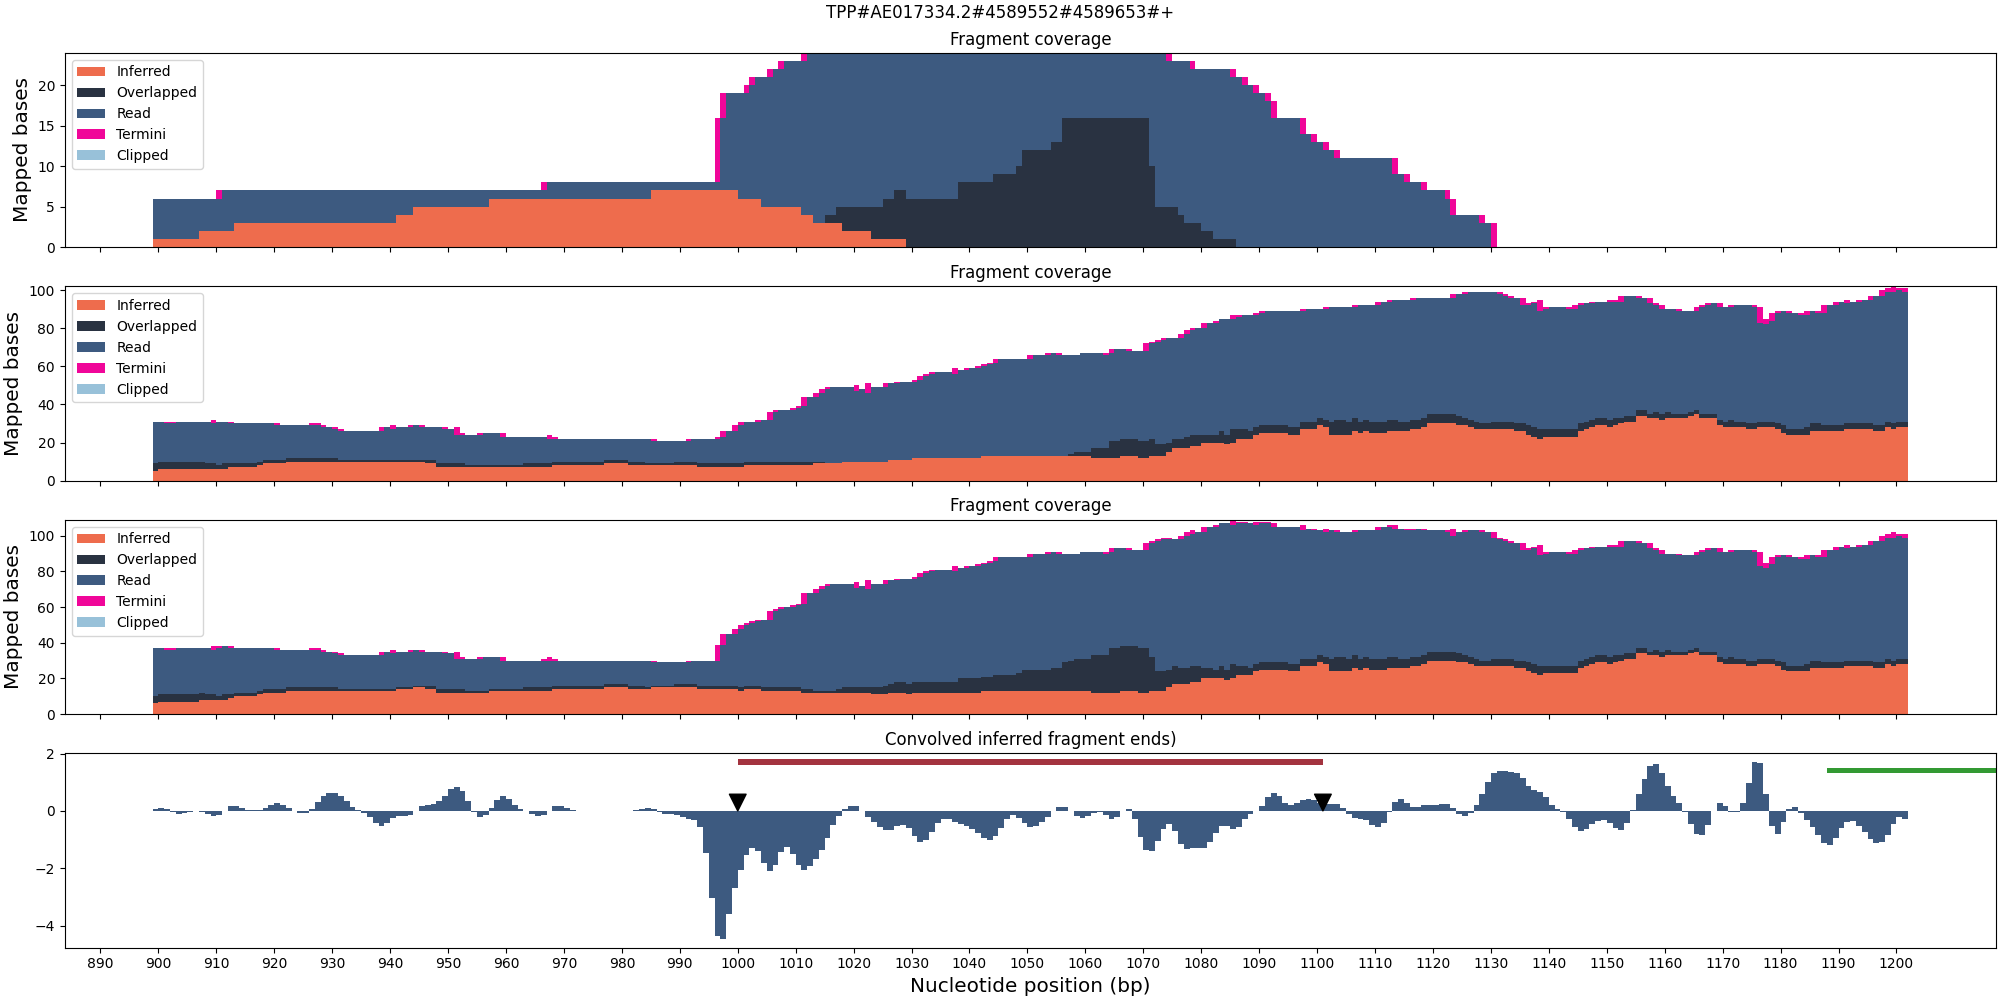 TPP#AE017334.2#4589552#4589653#+
Fragment coverage
Mapped bases
20
15
10
5
0
Inferred
Overlapped
Read
Termini
Clipped
Fragment coverage
Mapped bases
100
80
60
40
20
0
Inferred
Overlapped
Read
Termini
Clipped
Fragment coverage
Mapped bases
100
80
60
40
20
0
Inferred
Overlapped
Read
Termini
Clipped
Convolved inferred fragment ends)
2
0
−2
−4
890 900 910 920 930 940 950 960 970 980 990 1000 1010 1020 1030 1040 1050 1060 1070 1080 1090 1100 1110 1120 1130 1140 1150 1160 1170 1180 1190 1200
Nucleotide position (bp)